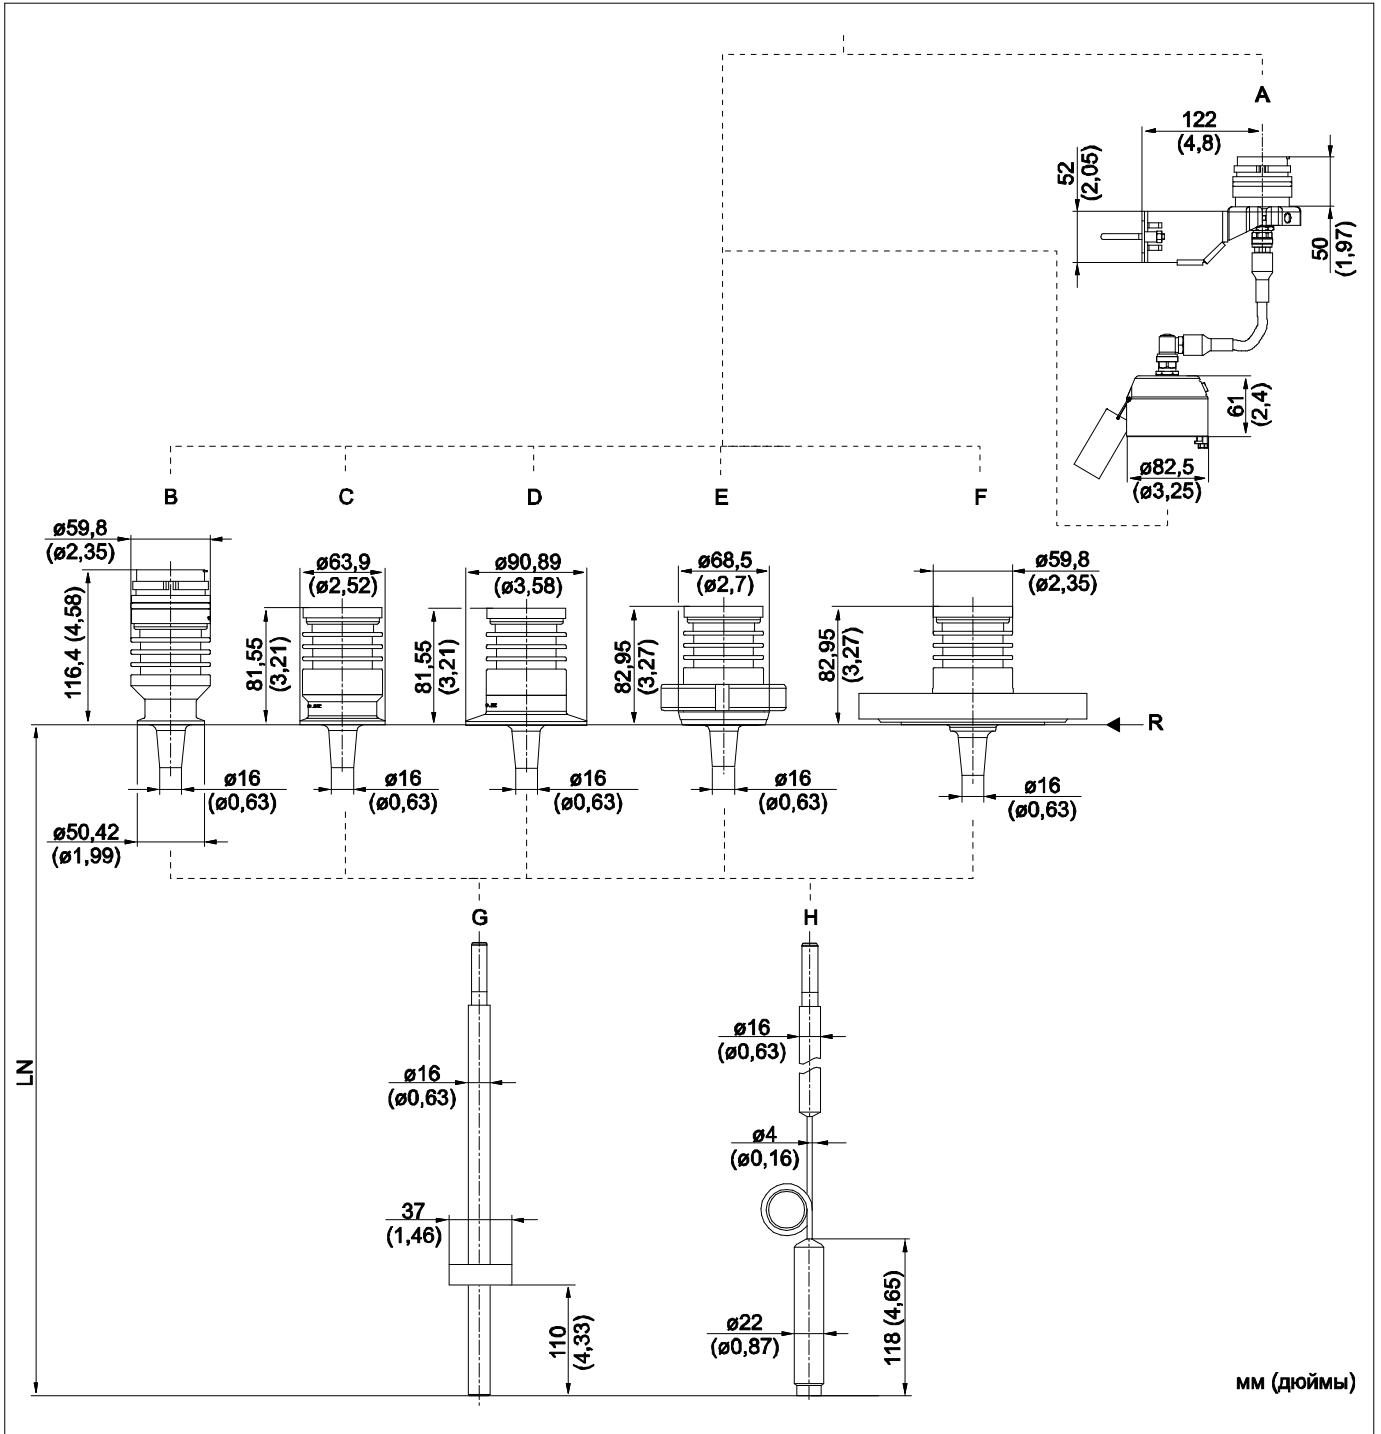 A
122
(4,8)
52
(2,05)
50
(1,97)
61
(2,4)
ø82,5
(ø3,25)
B
C
D
E
F
ø59,8
(ø2,35)
ø63,9
(ø2,52)
ø90,89
(ø3,58)
ø68,5
(ø2,7)
ø59,8
(ø2,35)
116,4 (4,58)
81,55
(3,21)
81,55
(3,21)
82,95
(3,27)
82,95
(3,27)
R
ø16
(ø0,63)
ø16
(ø0,63)
ø16
(ø0,63)
ø16
(ø0,63)
ø16
(ø0,63)
ø50,42
(ø1,99)
G
H
LN
ø16
(ø0,63)
ø16
(ø0,63)
ø4
(ø0,16)
37
(1,46)
110
(4,33)
ø22
(ø0,87)
118 (4,65)
мм (дюймы)